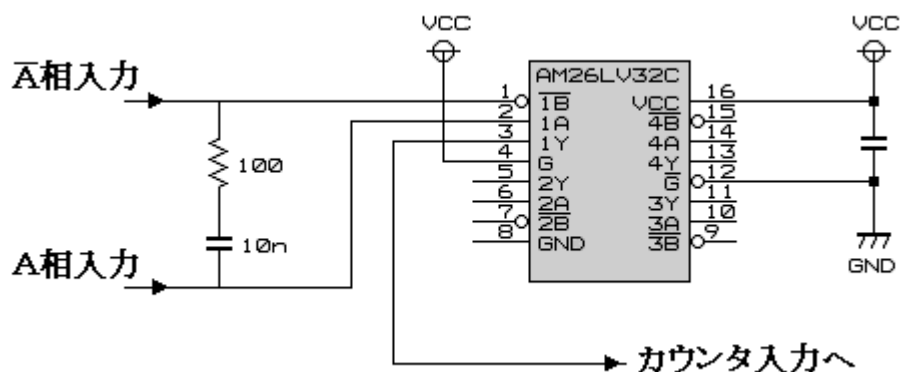 VCC
VCC
A̅相入力
AM26LV32C
1 1B̅ VCC 16
2 1A 4B̅ 15
3 1Y 4A 14
4 G 4Y 13
5 2Y G̅ 12
6 2A 3Y 11
7 2B̅ 3A 10
8 GND 3B̅ 9
100
10n
A相入力
GND
カウンタ入力へ